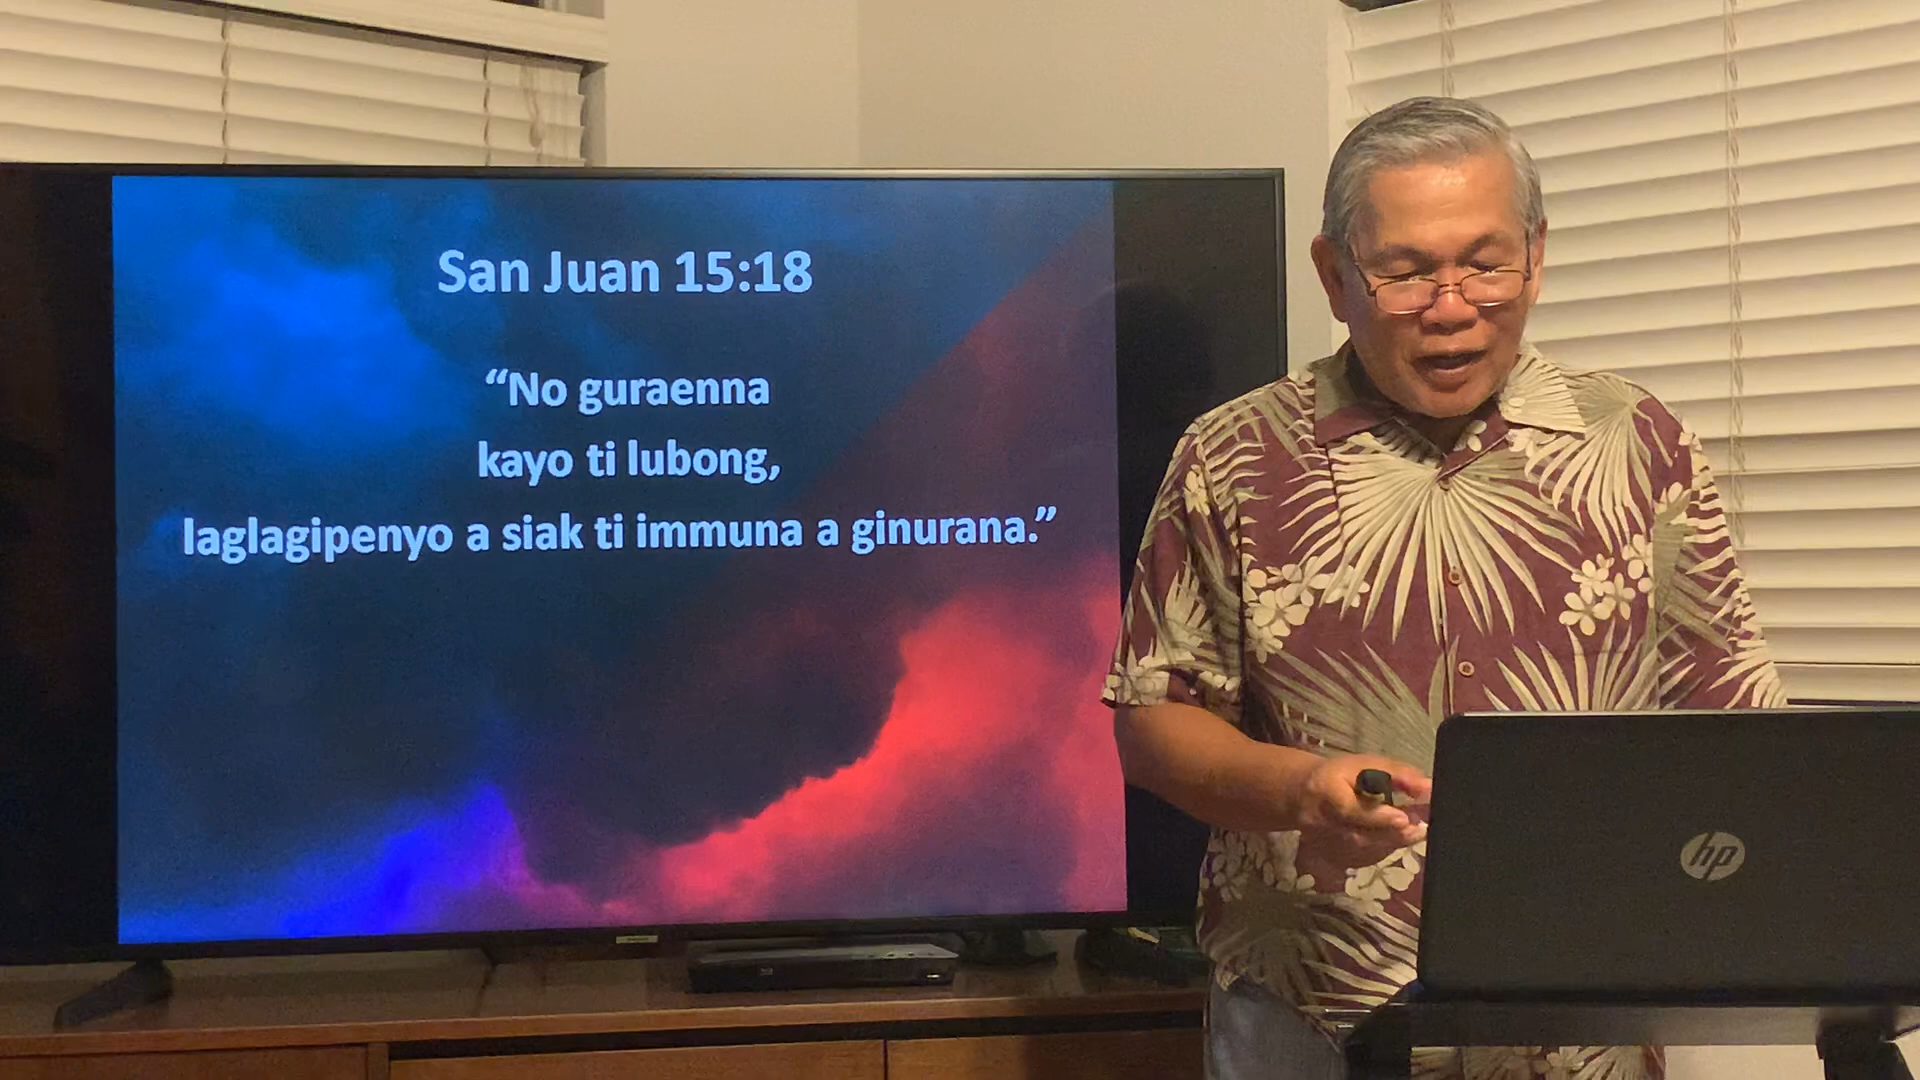 San Juan 15:18
“No guraenna
kayo ti lubong,
laglagipenyo a siak ti immuna a ginurana.”
hp